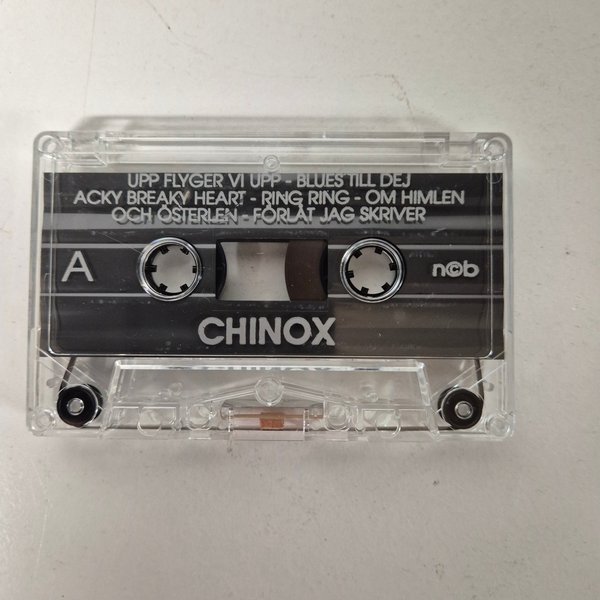 UPP FLYGER VI UPP - BLUES TILL DEJ
ACKY BREAKY HEART - RING RING - OM HIMLEN
OCH ÖSTERLEN - FÖRLÅT JAG SKRIVER
A
n©b
CHINOX